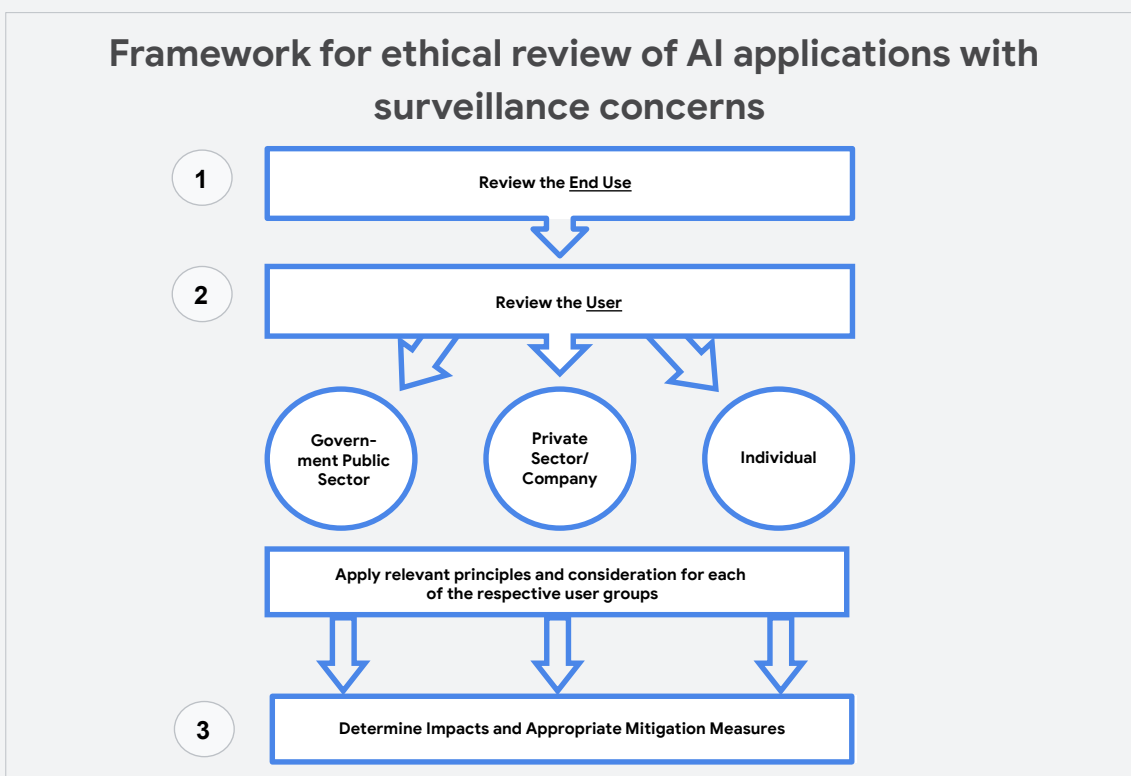 Framework for ethical review of AI applications with
surveillance concerns
1
Review the End Use
2
Review the User
Govern-
ment Public
Sector
Private
Sector/
Company
Individual
Apply relevant principles and consideration for each
of the respective user groups
3
Determine Impacts and Appropriate Mitigation Measures